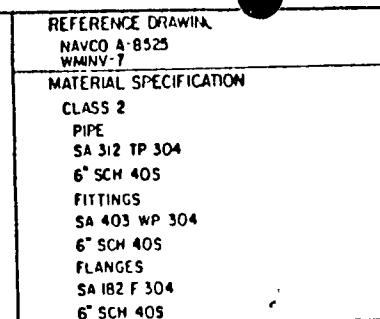 REFERENCE DRAWIN
NAVCO A-8525
WMINV-7
MATERIAL SPECIFICATION
CLASS 2
PIPE
SA 312 TP 304
6" SCH 40S
FITTINGS
SA 403 WP 304
6" SCH 40S
FLANGES
SA 182 F 304
6" SCH 40S